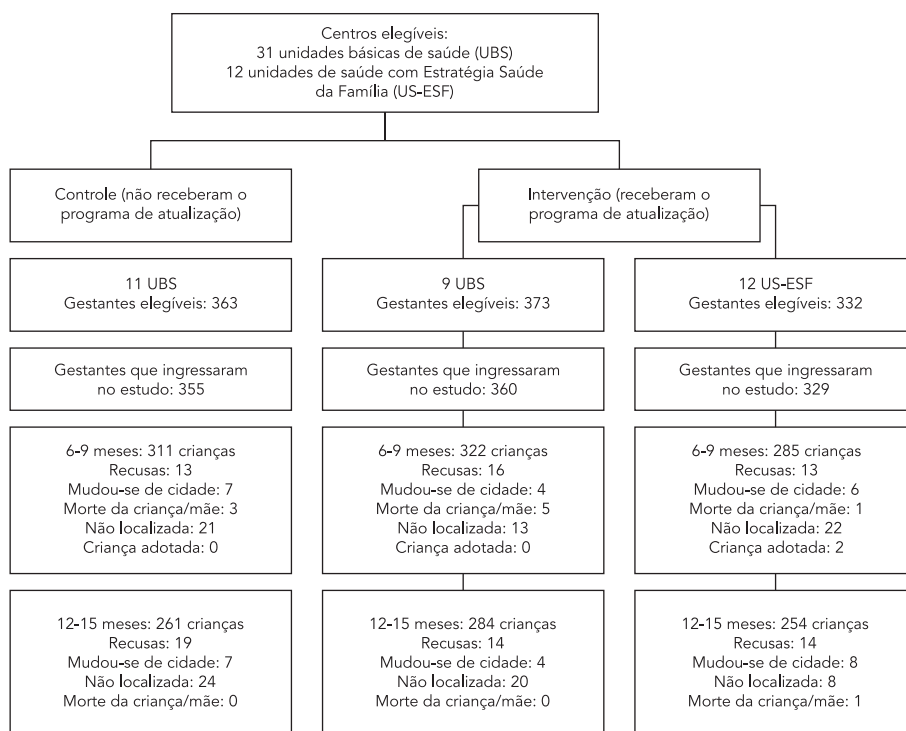 Centros elegíveis:
31 unidades básicas de saúde (UBS)
12 unidades de saúde com Estratégia Saúde
da Família (US-ESF)
Controle (não receberam o
programa de atualização)
Intervenção (receberam o
programa de atualização)
11 UBS
Gestantes elegíveis: 363
9 UBS
Gestantes elegíveis: 373
12 US-ESF
Gestantes elegíveis: 332
Gestantes que ingressaram
no estudo: 355
Gestantes que ingressaram
no estudo: 360
Gestantes que ingressaram
no estudo: 329
6-9 meses: 311 crianças
Recusas: 13
Mudou-se de cidade: 7
Morte da criança/mãe: 3
Não localizada: 21
Criança adotada: 0
6-9 meses: 322 crianças
Recusas: 16
Mudou-se de cidade: 4
Morte da criança/mãe: 5
Não localizada: 13
Criança adotada: 0
6-9 meses: 285 crianças
Recusas: 13
Mudou-se de cidade: 6
Morte da criança/mãe: 1
Não localizada: 22
Criança adotada: 2
12-15 meses: 261 crianças
Recusas: 19
Mudou-se de cidade: 7
Não localizada: 24
Morte da criança/mãe: 0
12-15 meses: 284 crianças
Recusas: 14
Mudou-se de cidade: 4
Não localizada: 20
Morte da criança/mãe: 0
12-15 meses: 254 crianças
Recusas: 14
Mudou-se de cidade: 8
Não localizada: 8
Morte da criança/mãe: 1